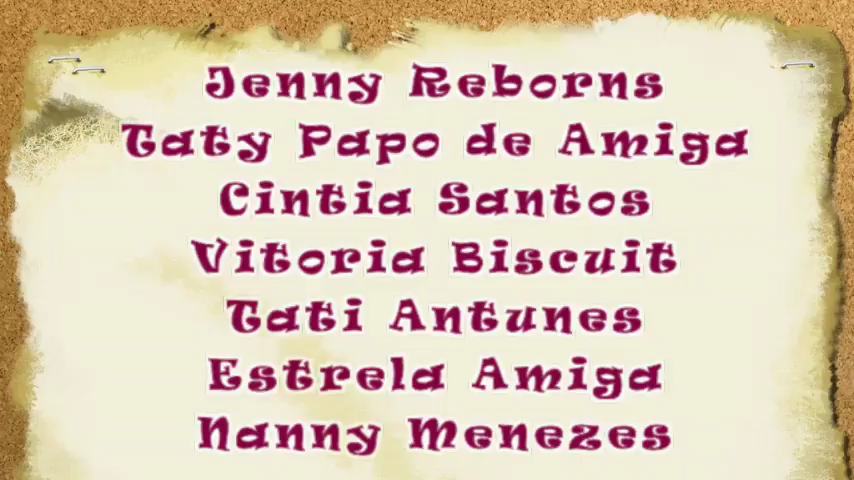 Jenny Reborns
Taty Papo de Amiga
Cintia Santos
Vitoria Biscuit
Tati Antunes
Estrela Amiga
Nanny Menezes